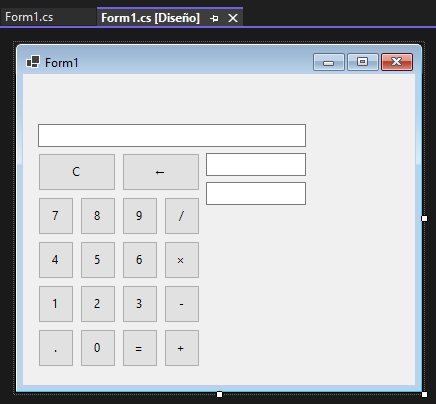 Form1.cs Form1.cs [Diseño]
Form1
C ←
7 8 9 /
4 5 6 ×
1 2 3 -
. 0 = +